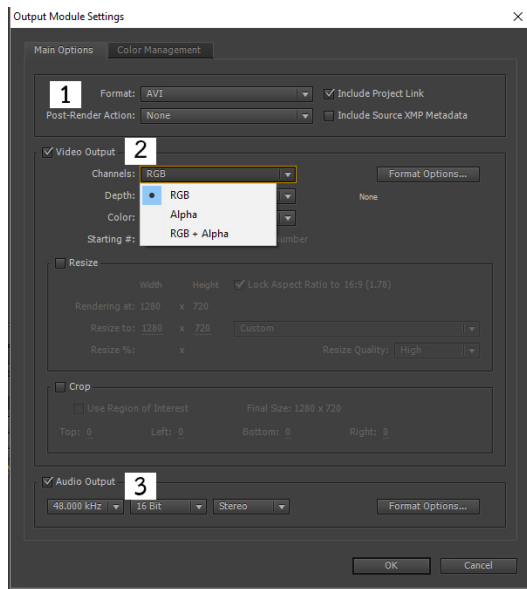 Output Module Settings
Main Options Color Management
1
Format: AVI Include Project Link
Post-Render Action: None Include Source XMP Metadata
Video Output 2
Channels: RGB Format Options...
Depth: RGB None
Alpha
Color:
RGB + Alpha
Starting #: umber
Resize
Width Height Lock Aspect Ratio to 16:9 (1.78)
Rendering at: 1280 x 720
Resize to: 1280 x 720 Custom
Resize %: x Resize Quality: High
Crop
Use Region of Interest Final Size: 1280 x 720
Top: 0 Left: 0 Bottom: 0 Right: 0
Audio Output 3
48.000 kHz 16 Bit Stereo Format Options...
OK Cancel